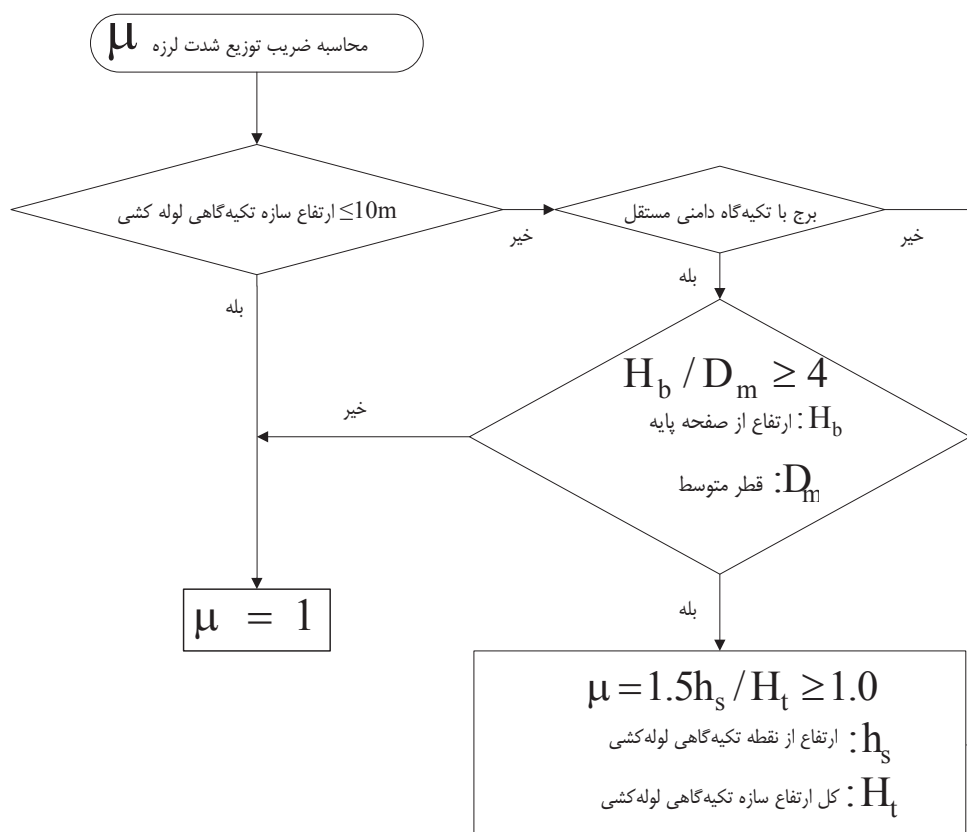 محاسبه ضریب توزیع شدت لرزه μ
ارتفاع سازه تکیه‌گاهی لوله کشی ≤10m
خیر
برج با تکیه‌گاه دامنی مستقل
خیر
بله
بله
H_b / D_m ≥ 4
H_b : ارتفاع از صفحه پایه
D_m : قطر متوسط
خیر
بله
μ = 1
μ = 1.5h_s / H_t ≥ 1.0
h_s : ارتفاع از نقطه تکیه‌گاهی لوله‌کشی
H_t : کل ارتفاع سازه تکیه‌گاهی لوله‌کشی